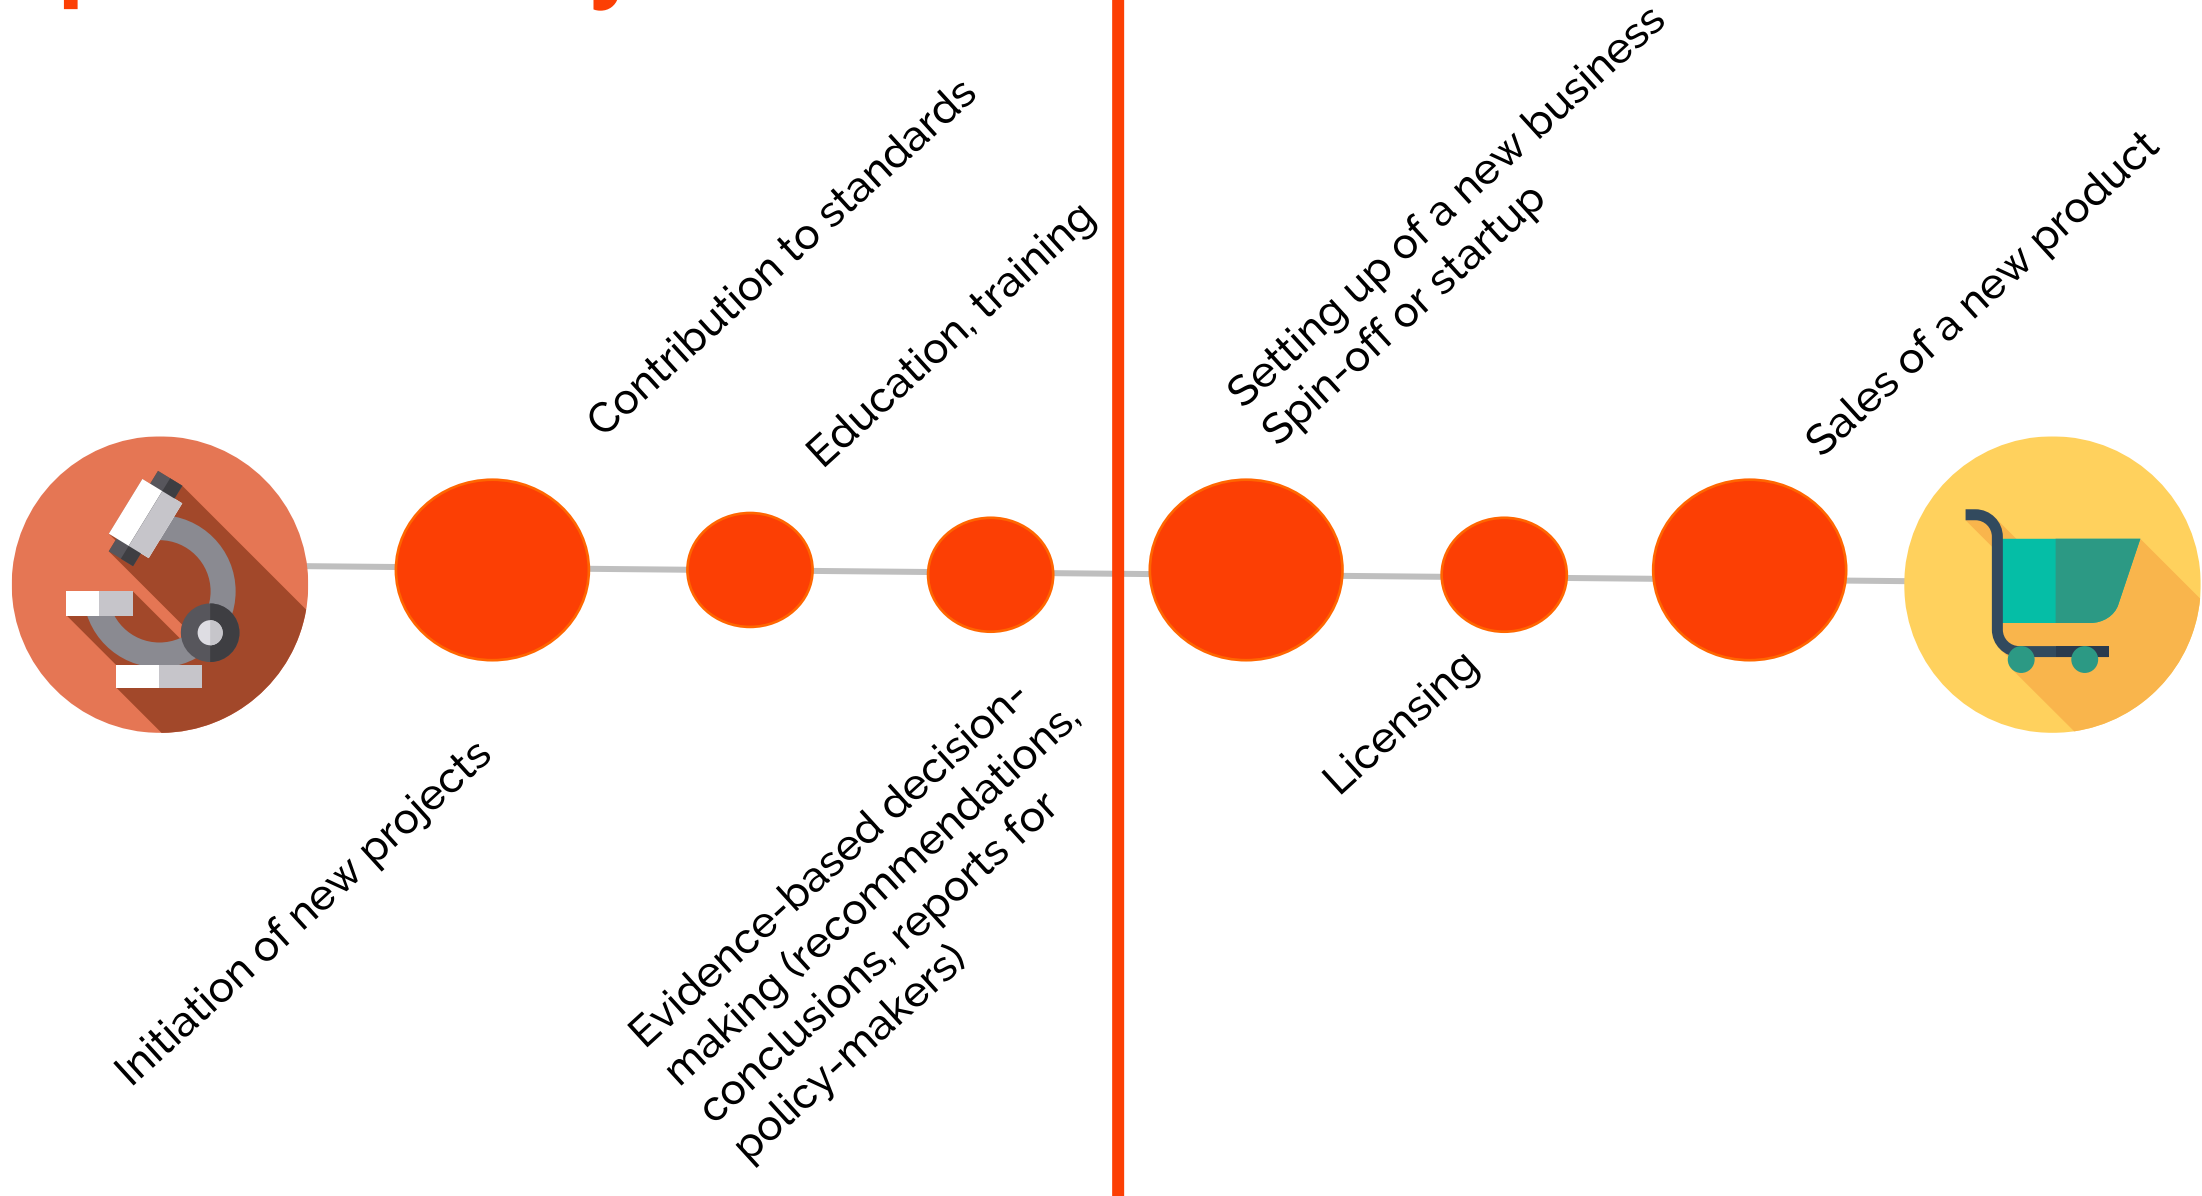 Contribution to standards
Education, training
Setting up of a new business
Spin-off or startup
Sales of a new product
Initiation of new projects
Evidence-based decision-
making (recommendations,
conclusions, reports for
policy-makers)
Licensing